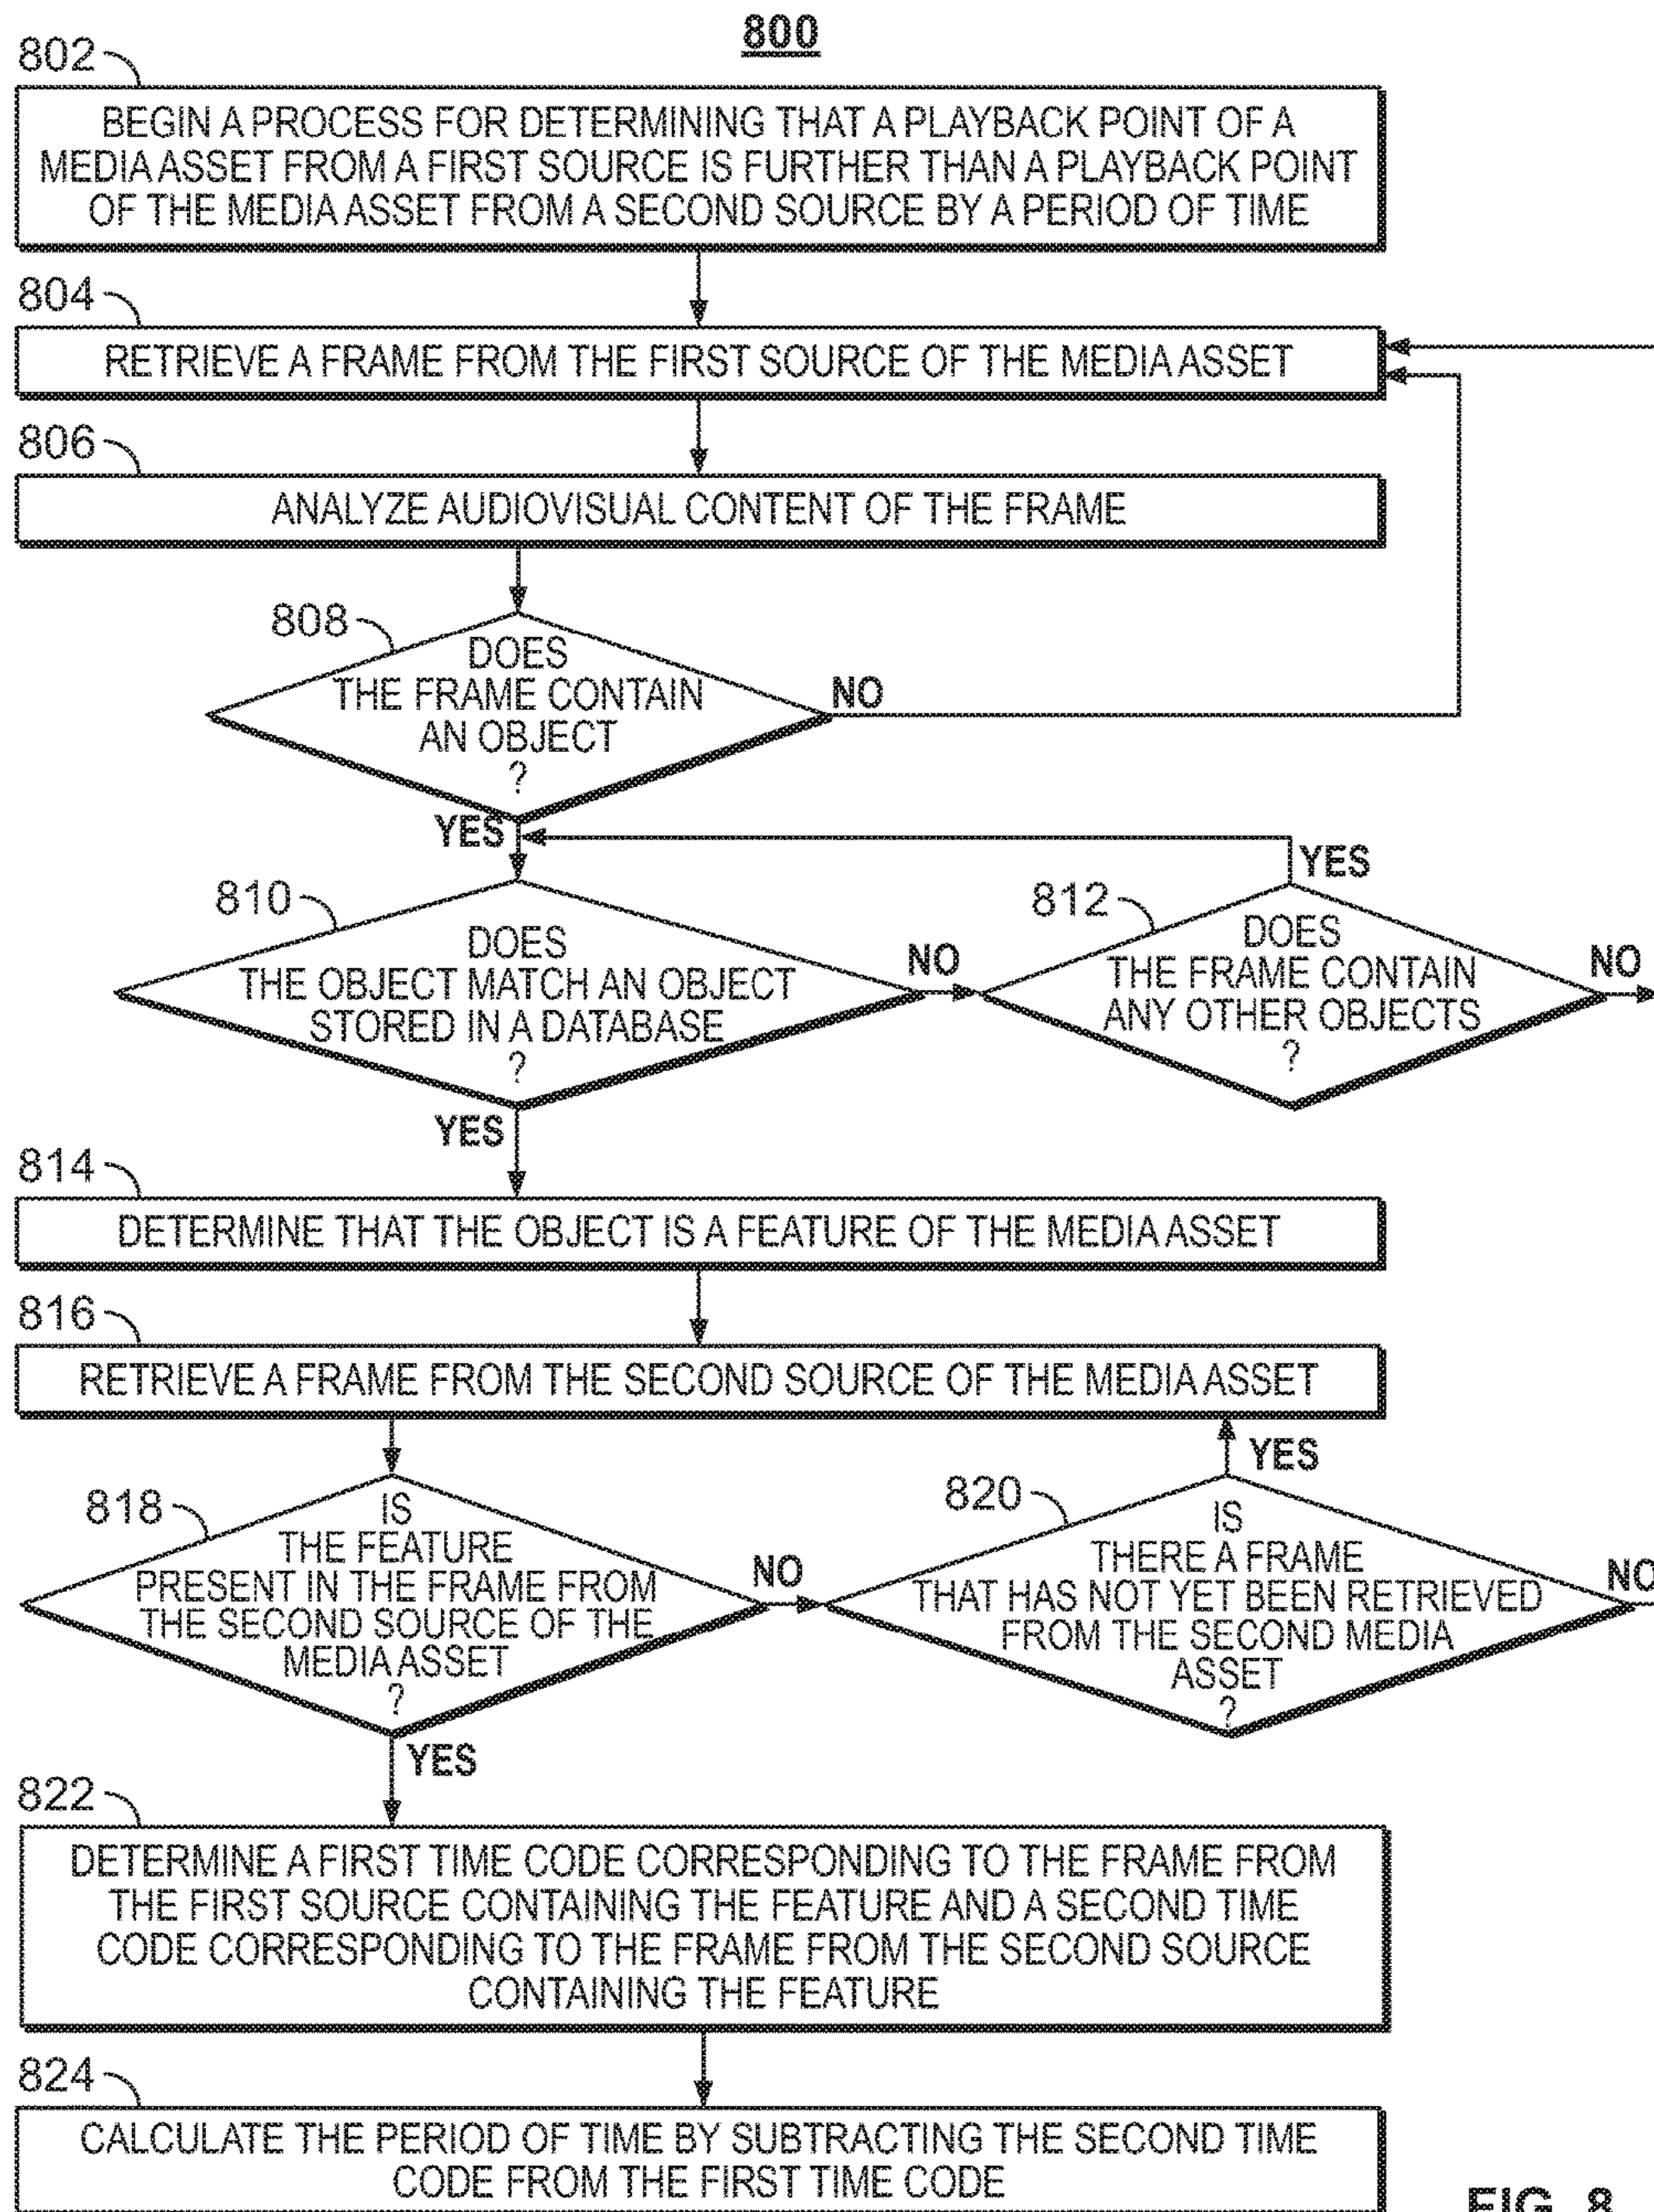 800
802
BEGIN A PROCESS FOR DETERMINING THAT A PLAYBACK POINT OF A
MEDIA ASSET FROM A FIRST SOURCE IS FURTHER THAN A PLAYBACK POINT
OF THE MEDIA ASSET FROM A SECOND SOURCE BY A PERIOD OF TIME
804
RETRIEVE A FRAME FROM THE FIRST SOURCE OF THE MEDIA ASSET
806
ANALYZE AUDIOVISUAL CONTENT OF THE FRAME
808
DOES
THE FRAME CONTAIN
AN OBJECT
?
NO
YES
810
DOES
THE OBJECT MATCH AN OBJECT
STORED IN A DATABASE
?
NO
YES
812
DOES
THE FRAME CONTAIN
ANY OTHER OBJECTS
?
YES
NO
814
DETERMINE THAT THE OBJECT IS A FEATURE OF THE MEDIA ASSET
816
RETRIEVE A FRAME FROM THE SECOND SOURCE OF THE MEDIA ASSET
818
IS
THE FEATURE
PRESENT IN THE FRAME FROM
THE SECOND SOURCE OF THE
MEDIA ASSET
?
NO
YES
820
IS
THERE A FRAME
THAT HAS NOT YET BEEN RETRIEVED
FROM THE SECOND MEDIA
ASSET
?
YES
NO
822
DETERMINE A FIRST TIME CODE CORRESPONDING TO THE FRAME FROM
THE FIRST SOURCE CONTAINING THE FEATURE AND A SECOND TIME
CODE CORRESPONDING TO THE FRAME FROM THE SECOND SOURCE
CONTAINING THE FEATURE
824
CALCULATE THE PERIOD OF TIME BY SUBTRACTING THE SECOND TIME
CODE FROM THE FIRST TIME CODE
FIG. 8